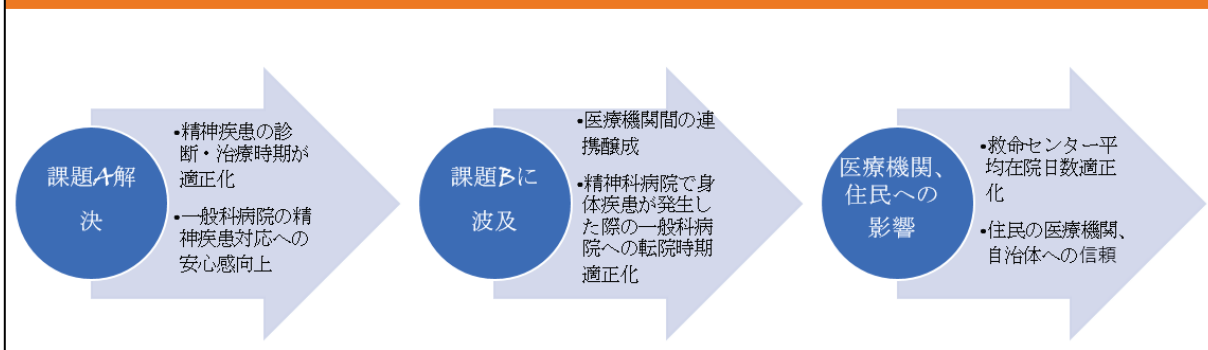 課題A解
決
•精神疾患の診
断・治療時期が
適正化
•一般科病院の精
神疾患対応への
安心感向上
課題Bに
波及
•医療機関間の連
携醸成
•精神科病院で身
体疾患が発生し
た際の一般科病
院への転院時期
適正化
医療機関、
住民への
影響
•救命センター平
均在院日数適正
化
•住民の医療機関、
自治体への信頼